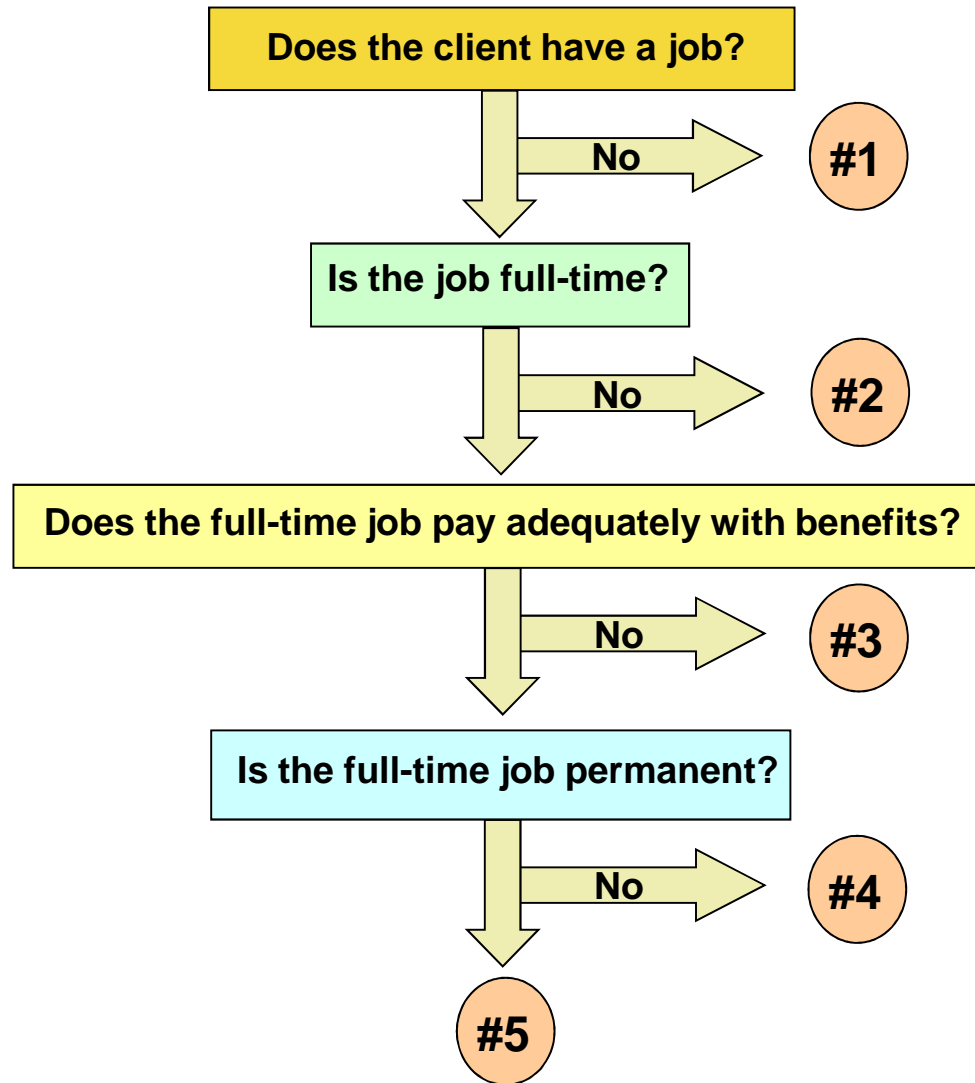 Does the client have a job?
No
#1
Is the job full-time?
No
#2
Does the full-time job pay adequately with benefits?
No
#3
Is the full-time job permanent?
No
#4
#5